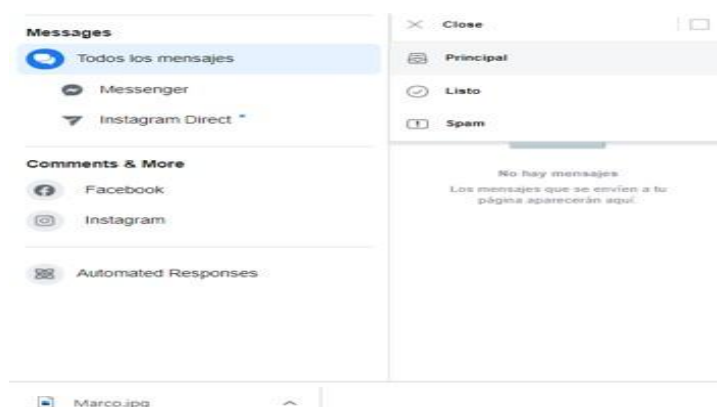 Messages
Todos los mensajes
Messenger
Instagram Direct
Comments & More
Facebook
Instagram
Automated Responses
Close
Principal
Listo
Spam
No hay mensajes
Los mensajes que se envíen a tu
página aparecerán aquí.
Marco.jpg